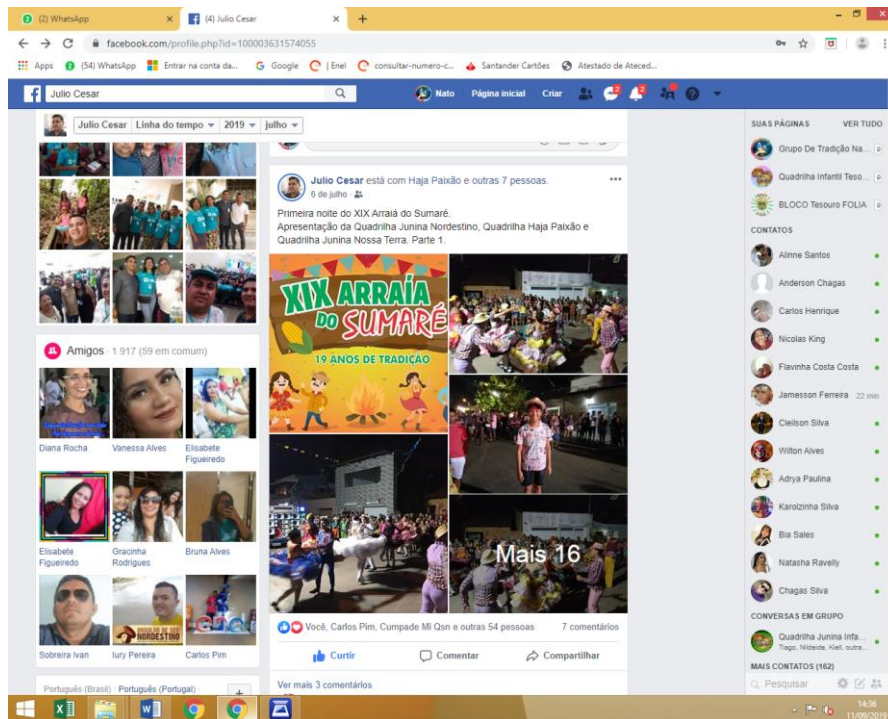 (2) WhatsApp
(4) Julio Cesar
facebook.com/profile.php?id=100003631574055
Apps
(54) WhatsApp
Entrar na conta da...
Google
| Enel
consultar-numero-c...
Santander Cartões
Atestado de Ateced...
Julio Cesar
Nato
Página inicial
Criar
2
2
Julio Cesar
Linha do tempo
2019
julho
Julio Cesar está com Haja Paixão e outras 7 pessoas.
6 de julho
Primeira noite do XIX Arraiá do Sumaré.
Apresentação da Quadrilha Junina Nordestino, Quadrilha Haja Paixão e
Quadrilha Junina Nossa Terra. Parte 1.
XIX ARRAÍA
DO SUMARÉ
19 ANOS DE TRADIÇÃO
Mais 16
Você, Carlos Pim, Cumpade Mi Qsn e outras 54 pessoas
7 comentários
Curtir
Comentar
Compartilhar
Ver mais 3 comentários
Amigos · 1.917 (59 em comum)
Diana Rocha
Vanessa Alves
Elisabete
Figueiredo
Elisabete
Figueiredo
Gracinha
Rodrigues
Bruna Alves
NORDESTINO
Sobreira Ivan
Iury Pereira
Carlos Pim
Português (Brasil) · Português (Portugal) ·
SUAS PÁGINAS
VER TUDO
Grupo De Tradição Na...
Quadrilha Infantil Teso...
BLOCO Tesouro FOLIA
CONTATOS
Alinne Santos
Anderson Chagas
Carlos Henrique
Nicolas King
Flavinha Costa Costa
Jamesson Ferreira
22 min
Cleilson Silva
Wilton Alves
Adrya Paulina
Karolzinha Silva
Bia Sales
Natasha Ravelly
Chagas Silva
CONVERSAS EM GRUPO
Quadrilha Junina Infa...
Tiago, Nildeide, Kiell, outra...
MAIS CONTATOS (162)
Pesquisar
14:36
11/09/2019